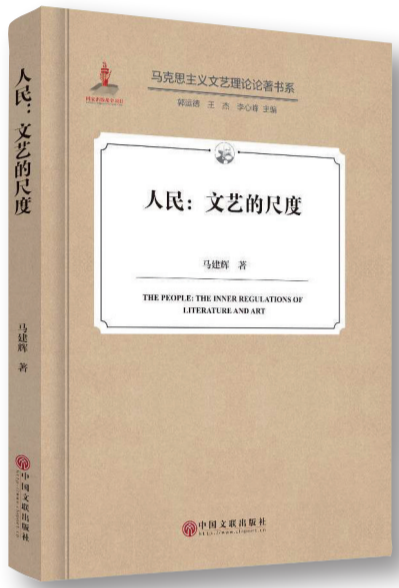 马克思主义文艺理论论著书系
郭运德 王 杰 李心峰 主编
人民：文艺的尺度
马建辉 著
THE PEOPLE: THE INNER REGULATIONS OF
LITERATURE AND ART
中国文联出版社
人民：文艺的尺度
马建辉 著
中国文联出版社